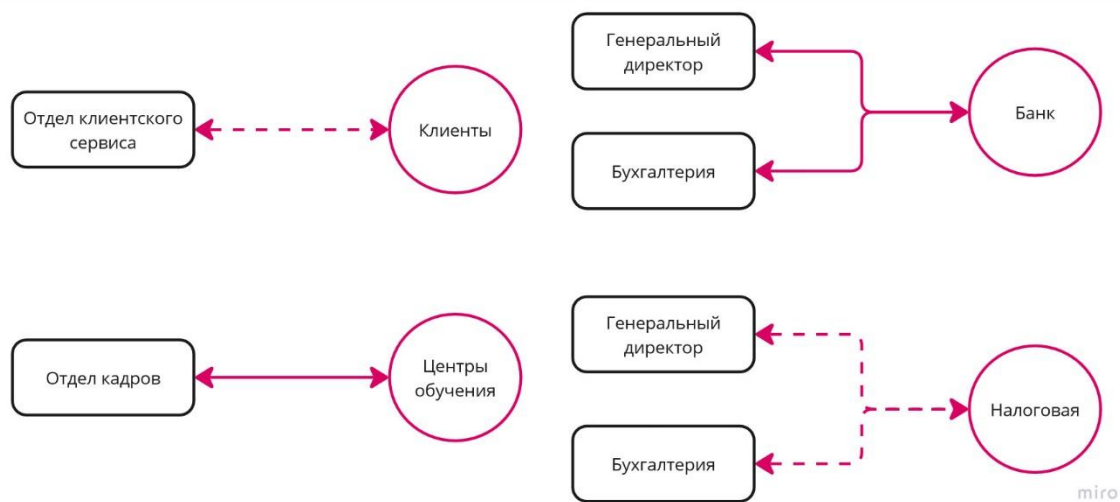 Отдел клиентского
сервиса
Клиенты
Генеральный
директор
Бухгалтерия
Банк
Отдел кадров
Центры
обучения
Генеральный
директор
Бухгалтерия
Налоговая
miro